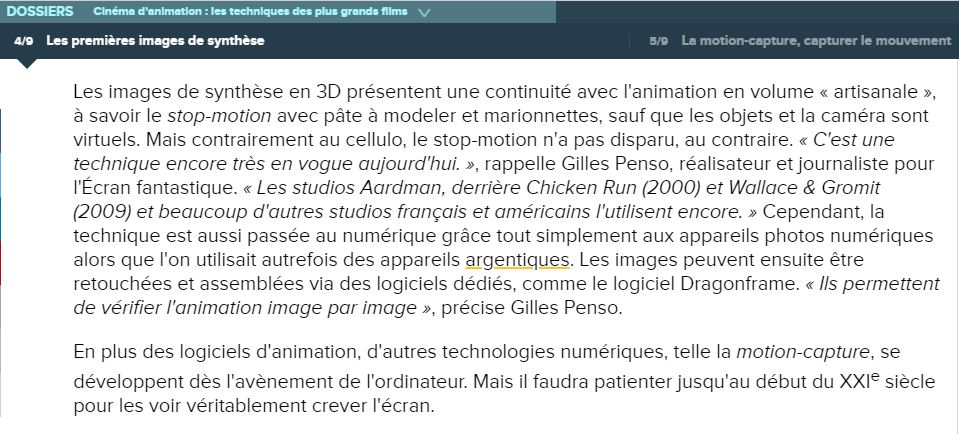 DOSSIERS Cinéma d'animation : les techniques des plus grands films
4/9 Les premières images de synthèse
5/9 La motion-capture, capturer le mouvement
Les images de synthèse en 3D présentent une continuité avec l'animation en volume « artisanale »,
à savoir le stop-motion avec pâte à modeler et marionnettes, sauf que les objets et la caméra sont
virtuels. Mais contrairement au cellulo, le stop-motion n'a pas disparu, au contraire. « C'est une
technique encore très en vogue aujourd'hui. », rappelle Gilles Penso, réalisateur et journaliste pour
l'Écran fantastique. « Les studios Aardman, derrière Chicken Run (2000) et Wallace & Gromit
(2009) et beaucoup d'autres studios français et américains l'utilisent encore. » Cependant, la
technique est aussi passée au numérique grâce tout simplement aux appareils photos numériques
alors que l'on utilisait autrefois des appareils argentiques. Les images peuvent ensuite être
retouchées et assemblées via des logiciels dédiés, comme le logiciel Dragonframe. « Ils permettent
de vérifier l'animation image par image », précise Gilles Penso.
En plus des logiciels d'animation, d'autres technologies numériques, telle la motion-capture, se
développent dès l'avènement de l'ordinateur. Mais il faudra patienter jusqu'au début du XXIe siècle
pour les voir véritablement crever l'écran.